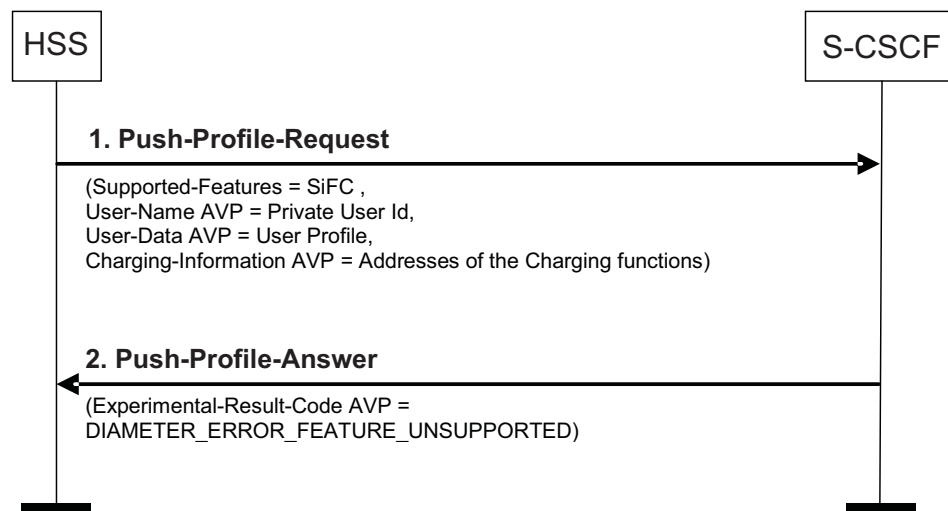 HSS
S-CSCF
1. Push-Profile-Request
(Supported-Features = SiFC ,
User-Name AVP = Private User Id,
User-Data AVP = User Profile,
Charging-Information AVP = Addresses of the Charging functions)
2. Push-Profile-Answer
(Experimental-Result-Code AVP =
DIAMETER_ERROR_FEATURE_UNSUPPORTED)